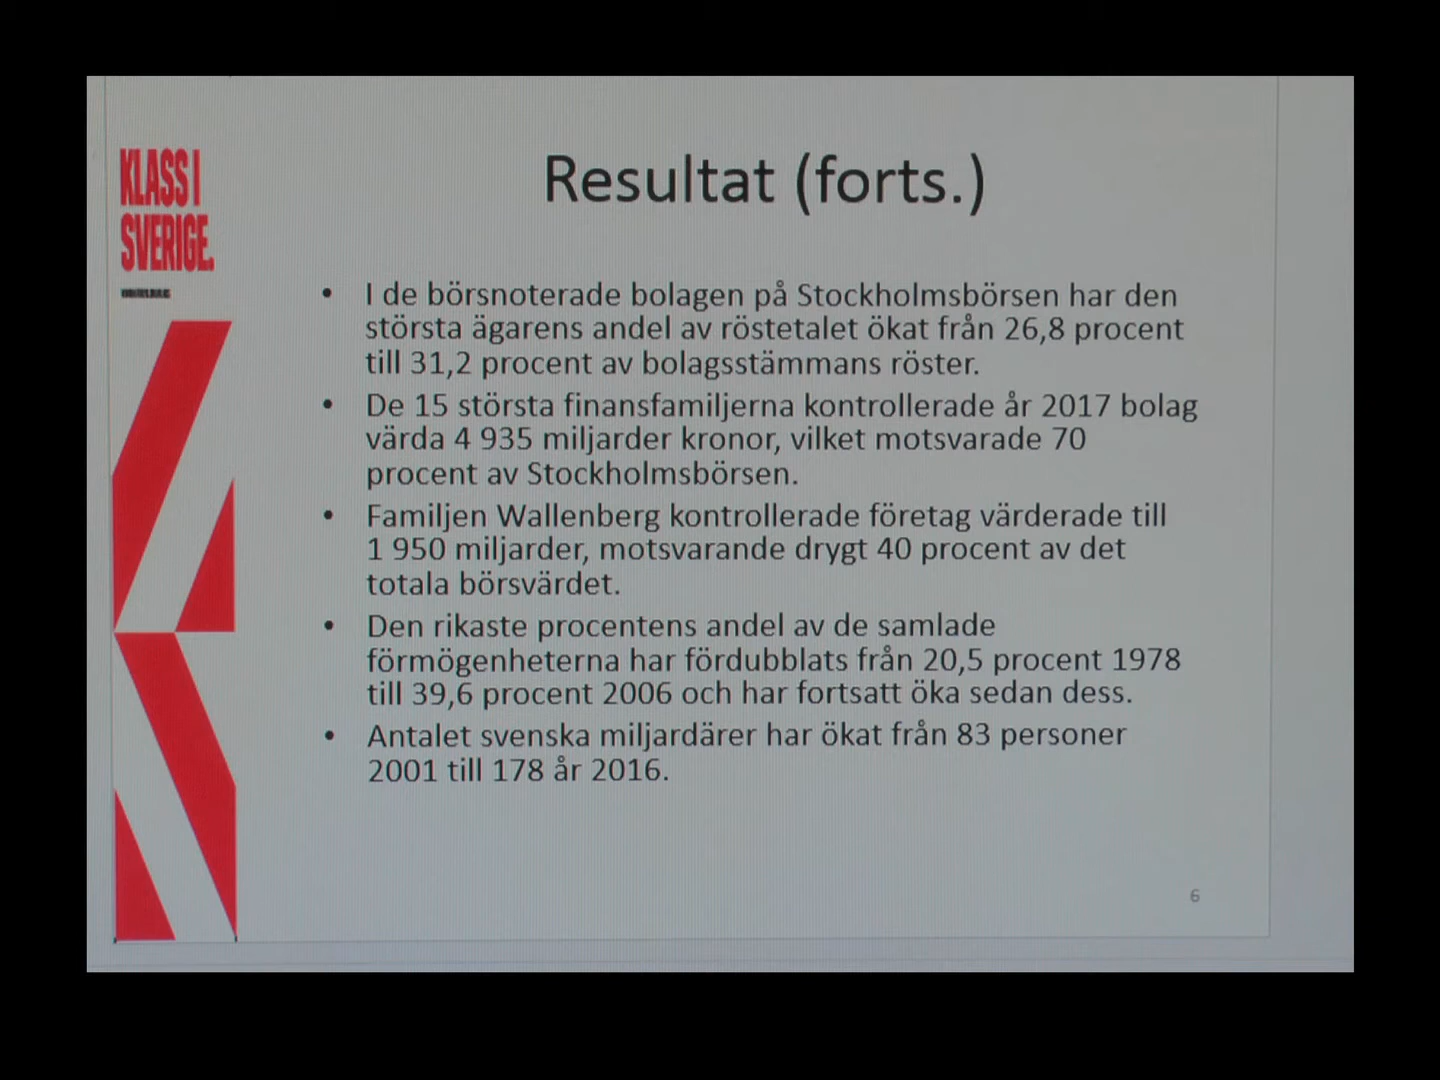 KLASS I
SVERIGE.
Resultat (forts.)
• I de börsnoterade bolagen på Stockholmsbörsen har den
största ägarens andel av röstetalet ökat från 26,8 procent
till 31,2 procent av bolagsstämmans röster.
• De 15 största finansfamiljerna kontrollerade år 2017 bolag
värda 4 935 miljarder kronor, vilket motsvarade 70
procent av Stockholmsbörsen.
• Familjen Wallenberg kontrollerade företag värderade till
1 950 miljarder, motsvarande drygt 40 procent av det
totala börsvärdet.
• Den rikaste procentens andel av de samlade
förmögenheterna har fördubblats från 20,5 procent 1978
till 39,6 procent 2006 och har fortsatt öka sedan dess.
• Antalet svenska miljardärer har ökat från 83 personer
2001 till 178 år 2016.
6